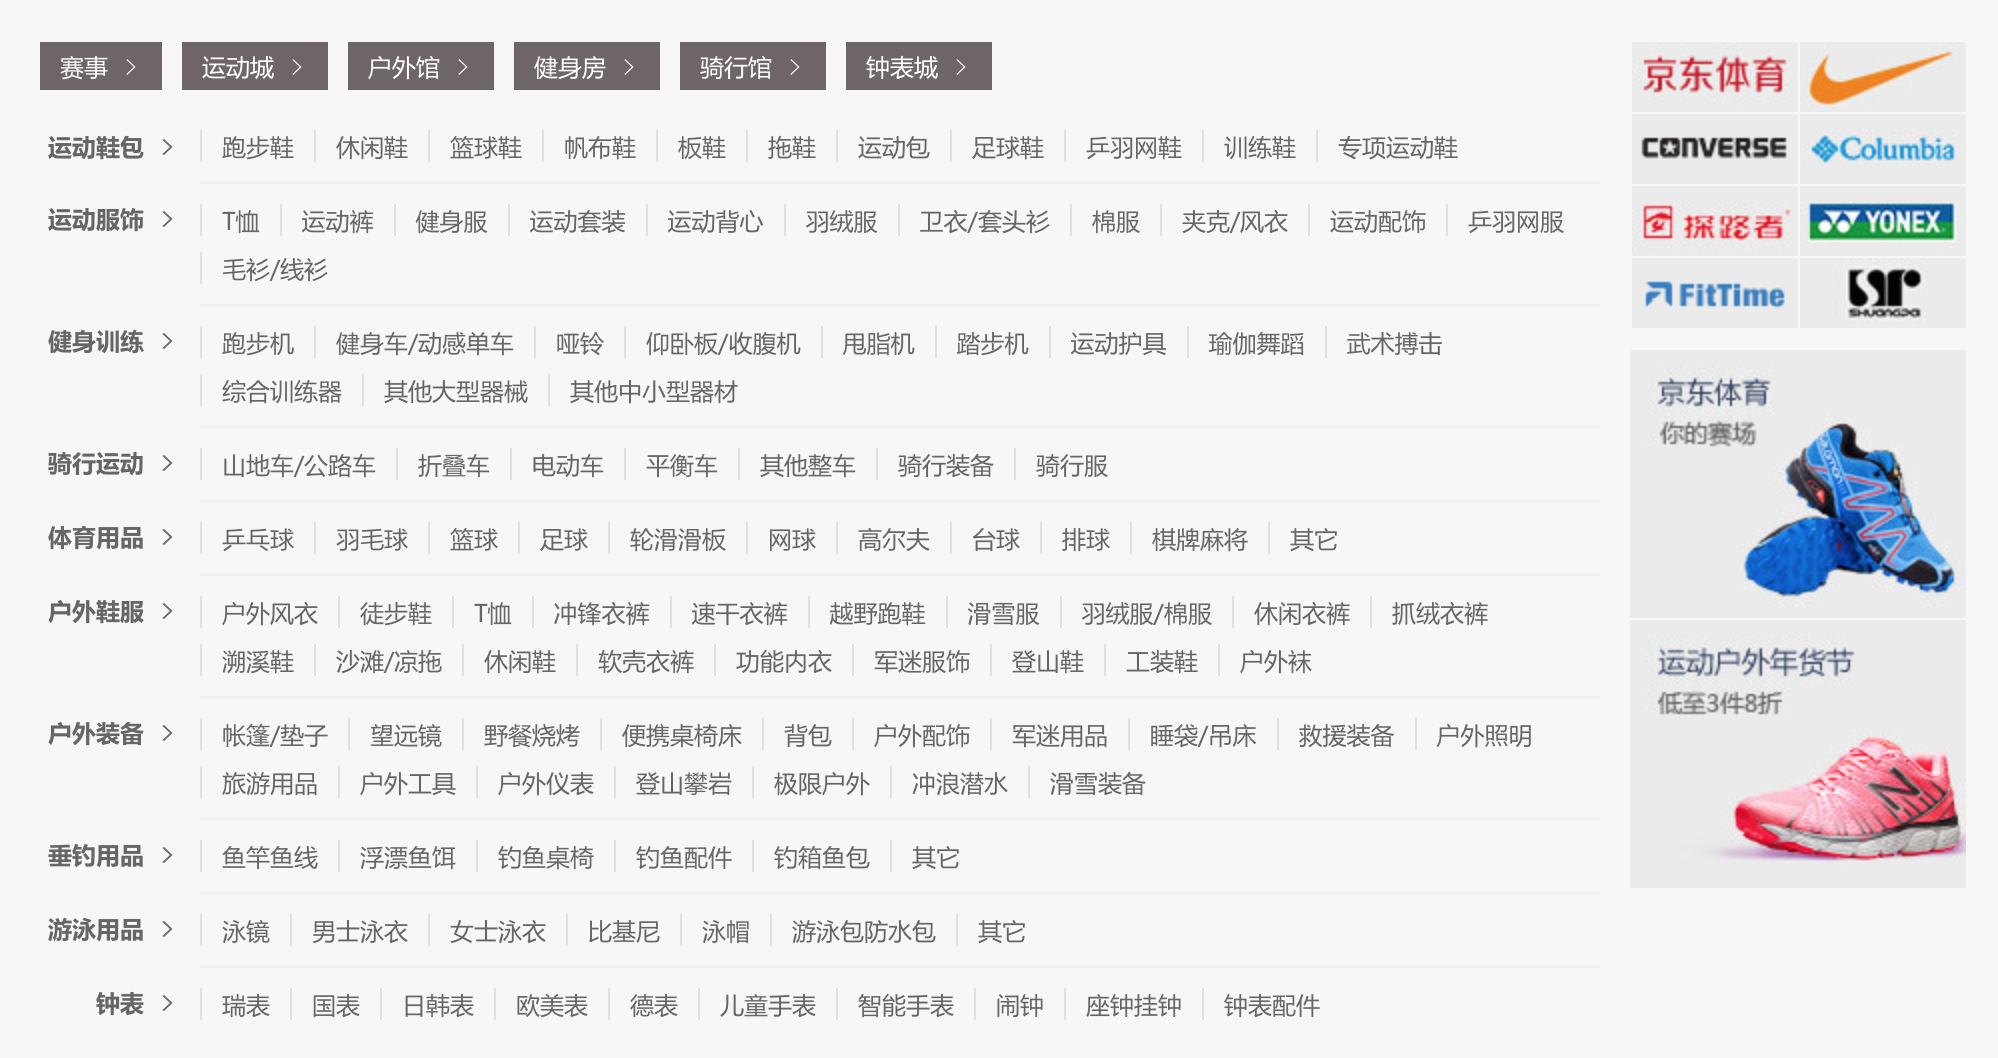 赛事 运动城 户外馆 健身房 骑行馆 钟表城
运动鞋包 跑步鞋 休闲鞋 篮球鞋 帆布鞋 板鞋 拖鞋 运动包 足球鞋 乒羽网鞋 训练鞋 专项运动鞋
运动服饰 T恤 运动裤 健身服 运动套装 运动背心 羽绒服 卫衣/套头衫 棉服 夹克/风衣 运动配饰 乒羽网服
毛衫/线衫
健身训练 跑步机 健身车/动感单车 哑铃 仰卧板/收腹机 甩脂机 踏步机 运动护具 瑜伽舞蹈 武术搏击
综合训练器 其他大型器械 其他中小型器材
骑行运动 山地车/公路车 折叠车 电动车 平衡车 其他整车 骑行装备 骑行服
体育用品 乒乓球 羽毛球 篮球 足球 轮滑滑板 网球 高尔夫 台球 排球 棋牌麻将 其它
户外鞋服 户外风衣 徒步鞋 T恤 冲锋衣裤 速干衣裤 越野跑鞋 滑雪服 羽绒服/棉服 休闲衣裤 抓绒衣裤
溯溪鞋 沙滩/凉拖 休闲鞋 软壳衣裤 功能内衣 军迷服饰 登山鞋 工装鞋 户外袜
户外装备 帐篷/垫子 望远镜 野餐烧烤 便携桌椅床 背包 户外配饰 军迷用品 睡袋/吊床 救援装备 户外照明
旅游用品 户外工具 户外仪表 登山攀岩 极限户外 冲浪潜水 滑雪装备
垂钓用品 鱼竿鱼线 浮漂鱼饵 钓鱼桌椅 钓鱼配件 钓箱鱼包 其它
游泳用品 泳镜 男士泳衣 女士泳衣 比基尼 泳帽 游泳包防水包 其它
钟表 瑞表 国表 日韩表 欧美表 德表 儿童手表 智能手表 闹钟 座钟挂钟 钟表配件
京东体育
CONVERSE Columbia
探路者 YONEX
FitTime SHUANGPAI
京东体育
你的赛场
SALOMON
运动户外年货节
低至3件8折
N